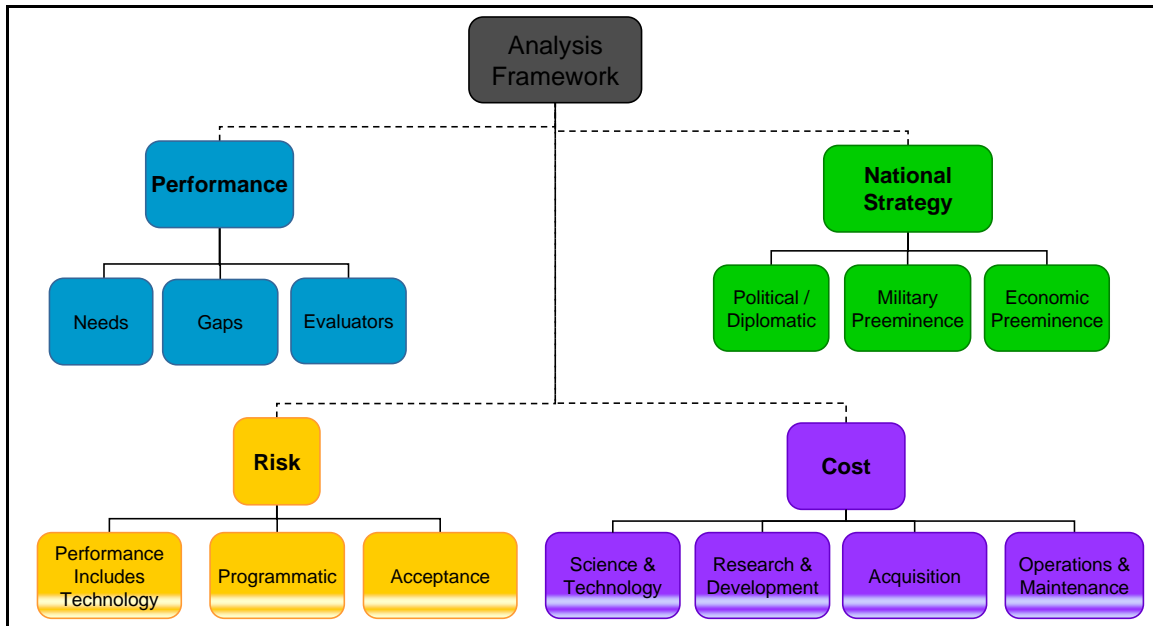 Analysis
Framework
Performance
National
Strategy
Needs
Gaps
Evaluators
Political /
Diplomatic
Military
Preeminence
Economic
Preeminence
Risk
Cost
Performance
Includes
Technology
Programmatic
Acceptance
Science &
Technology
Research &
Development
Acquisition
Operations &
Maintenance